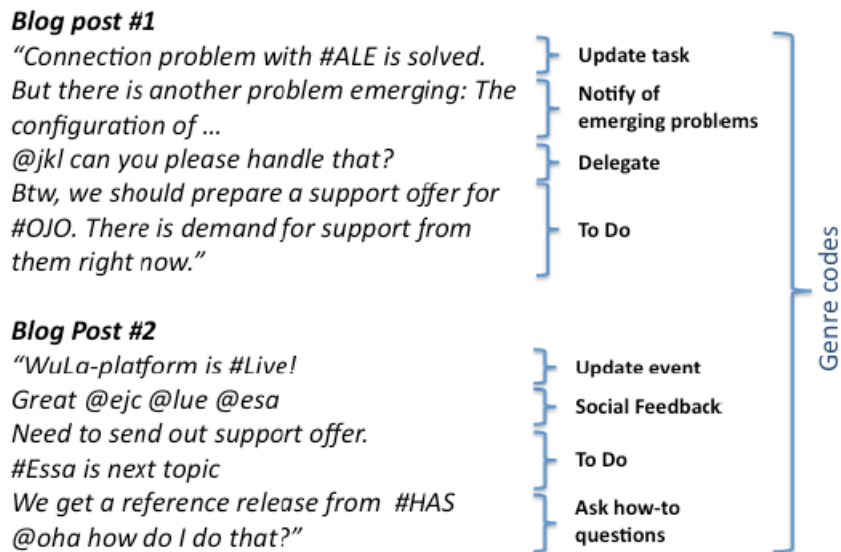 Blog post #1
“Connection problem with #ALE is solved.
Update task
But there is another problem emerging: The
configuration of ...
Notify of
emerging problems
@jkl can you please handle that?
Delegate
Btw, we should prepare a support offer for
#OJO. There is demand for support from
them right now.”
To Do
Blog Post #2
“WuLa-platform is #Live!
Update event
Great @ejc @lue @esa
Social Feedback
Need to send out support offer.
#Essa is next topic
To Do
We get a reference release from #HAS
@oha how do I do that?”
Ask how-to
questions
Genre codes